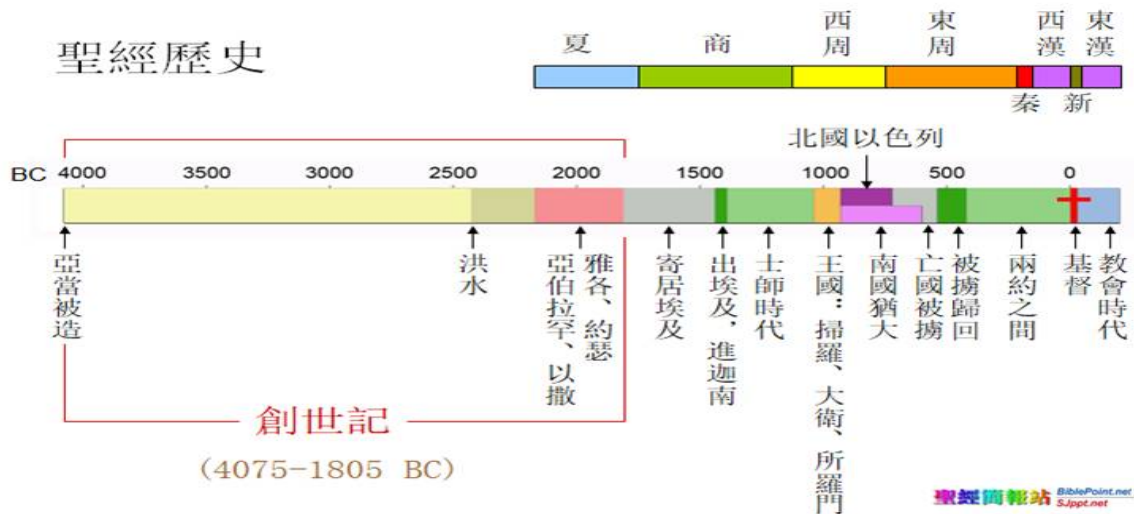 聖經歷史
夏
商
西周
東周
秦
西漢
新
東漢
北國以色列
BC 4000 3500 3000 2500 2000 1500 1000 500 0
亞當被造
洪水
亞伯拉罕、以撒
雅各、約瑟
寄居埃及
出埃及，進迦南
士師時代
王國：掃羅、大衛、所羅門
南國猶大
亡國被擄
被擄歸回
兩約之間
基督
教會時代
創世記
(4075-1805 BC)
聖經簡報站 BiblePoint.net
SJppt.net